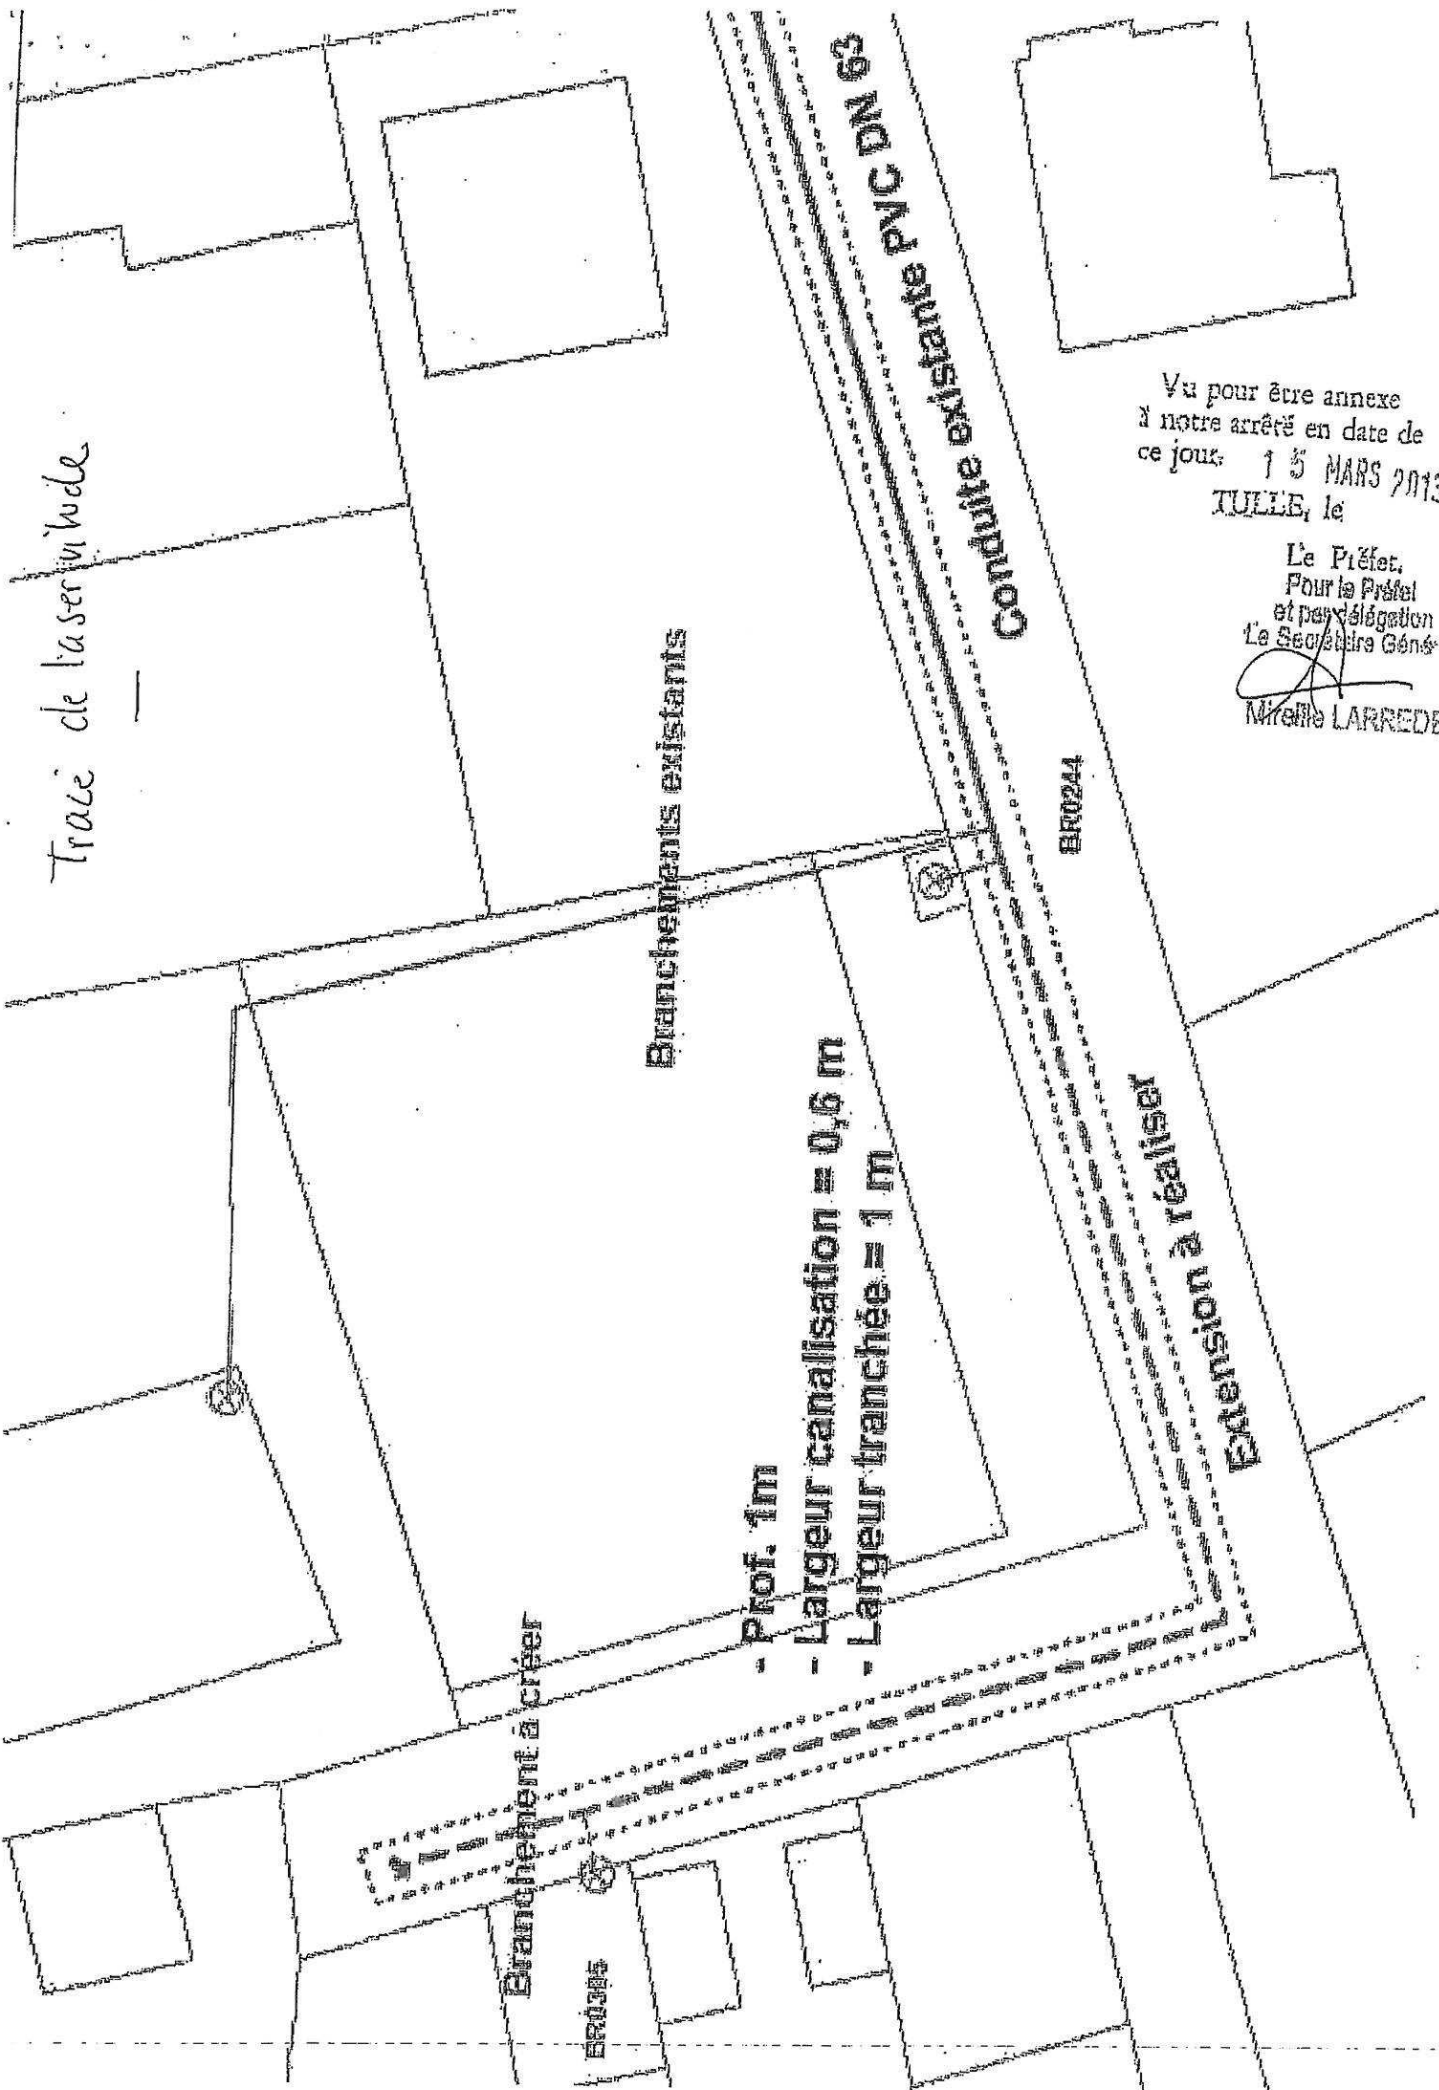 Tracé de la servitude
Conduite existante PVC DN 63
Branchements existants
BR0244
- Prof. 1m
- Largeur canalisation = 0,6 m
- Largeur tranchée = 1 m
Extension à réaliser
Branchement à créer
BR0305
Vu pour être annexe
à notre arrêté en date de
ce jour,
15 MARS 2013
TULLE, le
Le Préfet,
Pour le Préfet
et par délégation
Le Secrétaire Géné
Mireille LARREDE